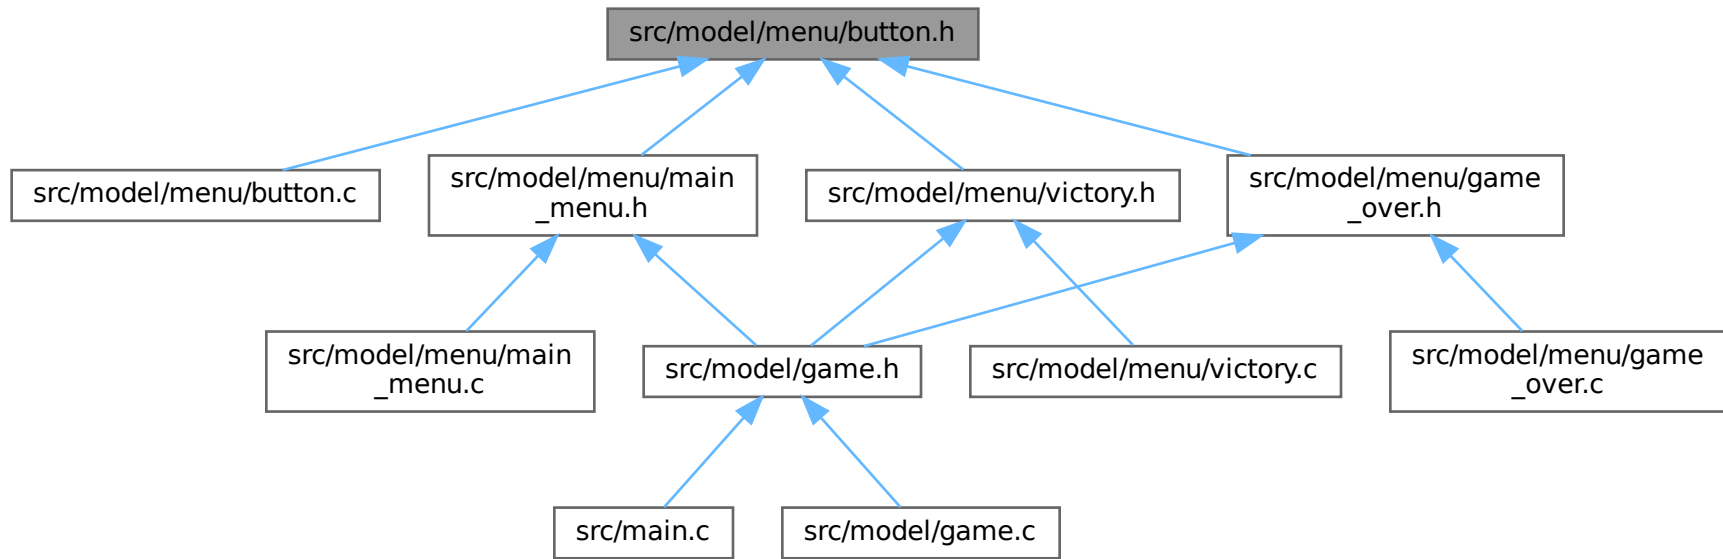 src/model/menu/button.h
src/model/menu/button.c
src/model/menu/main
_menu.h
src/model/menu/victory.h
src/model/menu/game
_over.h
src/model/menu/main
_menu.c
src/model/game.h
src/model/menu/victory.c
src/model/menu/game
_over.c
src/main.c
src/model/game.c